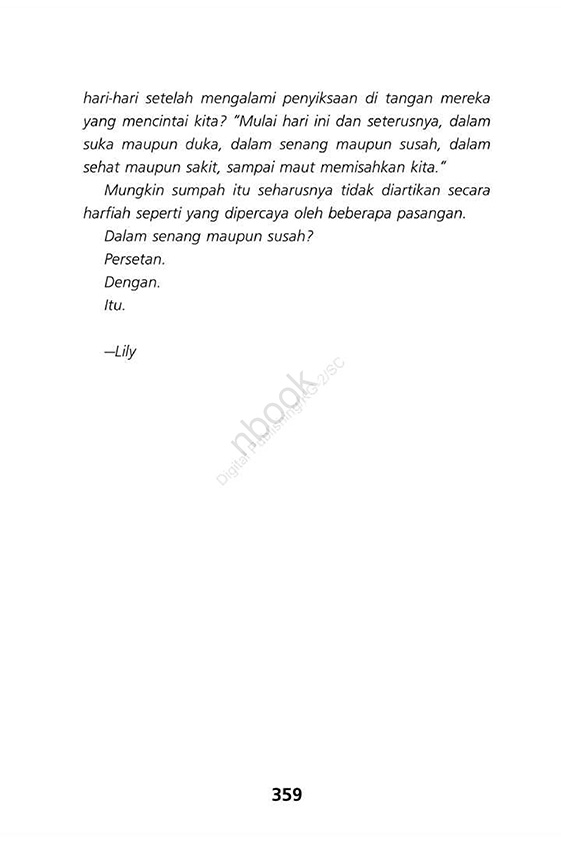 hari-hari setelah mengalami penyiksaan di tangan mereka
yang mencintai kita? "Mulai hari ini dan seterusnya, dalam
suka maupun duka, dalam senang maupun susah, dalam
sehat maupun sakit, sampai maut memisahkan kita."
Mungkin sumpah itu seharusnya tidak diartikan secara
harfiah seperti yang dipercaya oleh beberapa pasangan.
Dalam senang maupun susah?
Persetan.
Dengan.
Itu.
—Lily
nbook
Digital Publishing/KG-2/SC
359